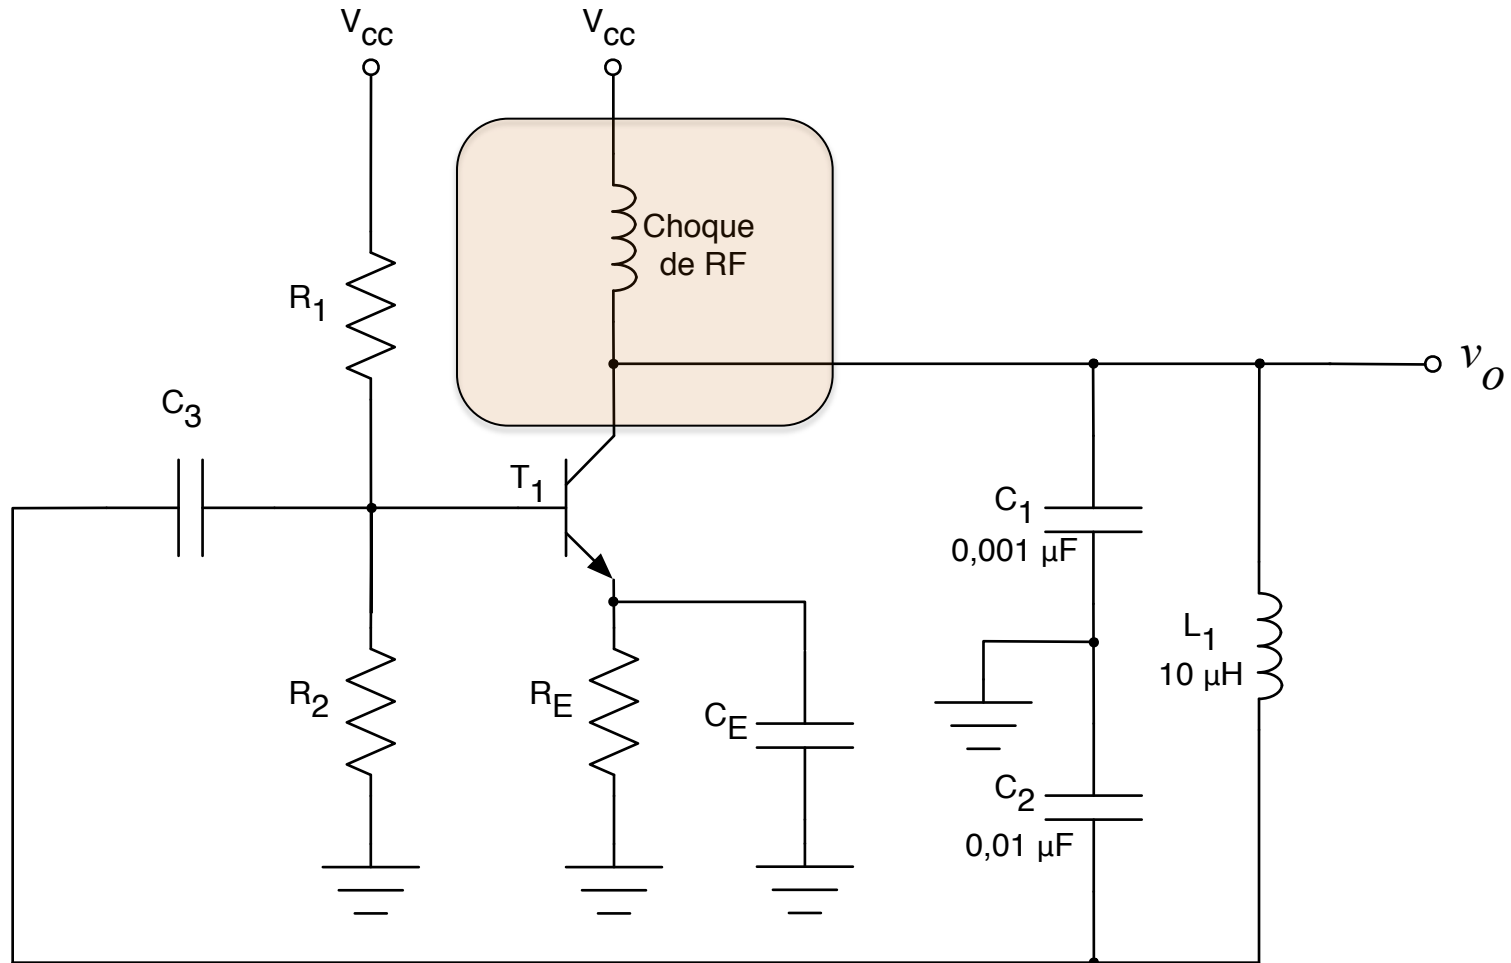 Vcc
Vcc
Choque
de RF
R1
vo
C3
T1
C1
0,001 µF
L1
10 µH
R2
RE
CE
C2
0,01 µF